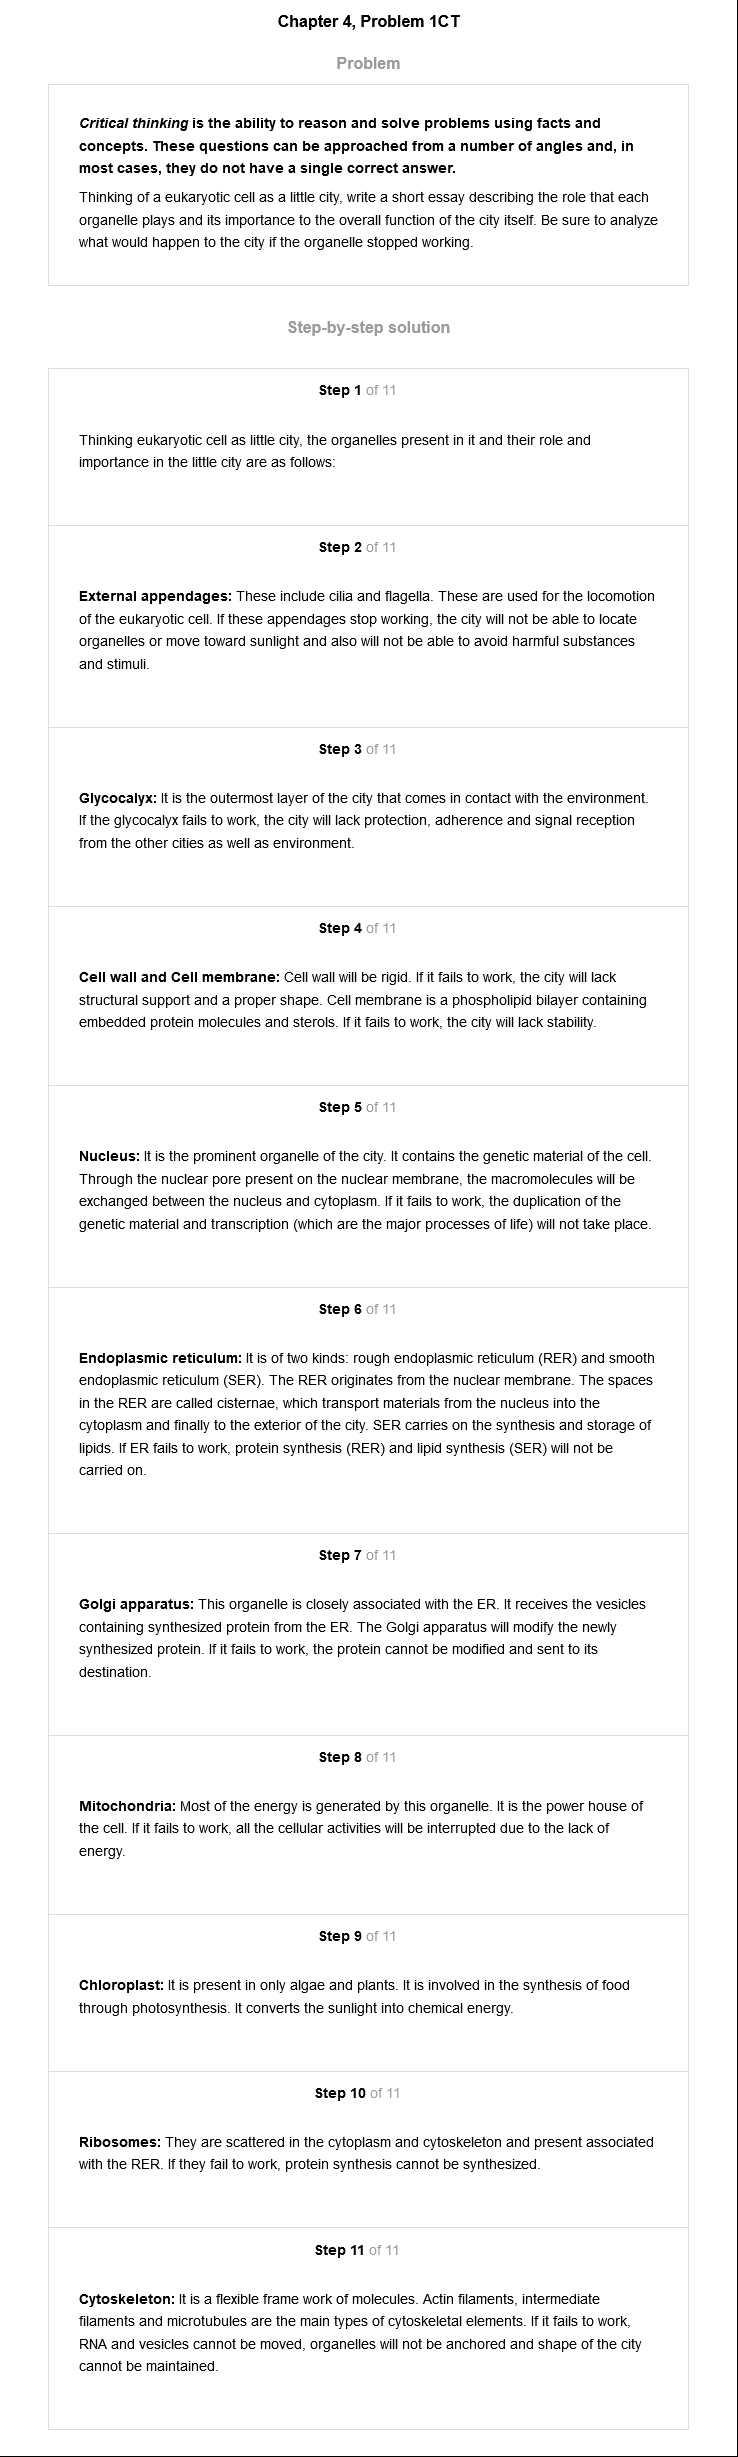 Chapter 4, Problem 1CT
Problem
Critical thinking is the ability to reason and solve problems using facts and
concepts. These questions can be approached from a number of angles and, in
most cases, they do not have a single correct answer.
Thinking of a eukaryotic cell as a little city, write a short essay describing the role that each
organelle plays and its importance to the overall function of the city itself. Be sure to analyze
what would happen to the city if the organelle stopped working.
Step-by-step solution
Step 1 of 11
Thinking eukaryotic cell as little city, the organelles present in it and their role and
importance in the little city are as follows:
Step 2 of 11
External appendages: These include cilia and flagella. These are used for the locomotion
of the eukaryotic cell. If these appendages stop working, the city will not be able to locate
organelles or move toward sunlight and also will not be able to avoid harmful substances
and stimuli.
Step 3 of 11
Glycocalyx: It is the outermost layer of the city that comes in contact with the environment.
If the glycocalyx fails to work, the city will lack protection, adherence and signal reception
from the other cities as well as environment.
Step 4 of 11
Cell wall and Cell membrane: Cell wall will be rigid. If it fails to work, the city will lack
structural support and a proper shape. Cell membrane is a phospholipid bilayer containing
embedded protein molecules and sterols. If it fails to work, the city will lack stability.
Step 5 of 11
Nucleus: It is the prominent organelle of the city. It contains the genetic material of the cell.
Through the nuclear pore present on the nuclear membrane, the macromolecules will be
exchanged between the nucleus and cytoplasm. If it fails to work, the duplication of the
genetic material and transcription (which are the major processes of life) will not take place.
Step 6 of 11
Endoplasmic reticulum: It is of two kinds: rough endoplasmic reticulum (RER) and smooth
endoplasmic reticulum (SER). The RER originates from the nuclear membrane. The spaces
in the RER are called cisternae, which transport materials from the nucleus into the
cytoplasm and finally to the exterior of the city. SER carries on the synthesis and storage of
lipids. If ER fails to work, protein synthesis (RER) and lipid synthesis (SER) will not be
carried on.
Step 7 of 11
Golgi apparatus: This organelle is closely associated with the ER. It receives the vesicles
containing synthesized protein from the ER. The Golgi apparatus will modify the newly
synthesized protein. If it fails to work, the protein cannot be modified and sent to its
destination.
Step 8 of 11
Mitochondria: Most of the energy is generated by this organelle. It is the power house of
the cell. If it fails to work, all the cellular activities will be interrupted due to the lack of
energy.
Step 9 of 11
Chloroplast: It is present in only algae and plants. It is involved in the synthesis of food
through photosynthesis. It converts the sunlight into chemical energy.
Step 10 of 11
Ribosomes: They are scattered in the cytoplasm and cytoskeleton and present associated
with the RER. If they fail to work, protein synthesis cannot be synthesized.
Step 11 of 11
Cytoskeleton: It is a flexible frame work of molecules. Actin filaments, intermediate
filaments and microtubules are the main types of cytoskeletal elements. If it fails to work,
RNA and vesicles cannot be moved, organelles will not be anchored and shape of the city
cannot be maintained.